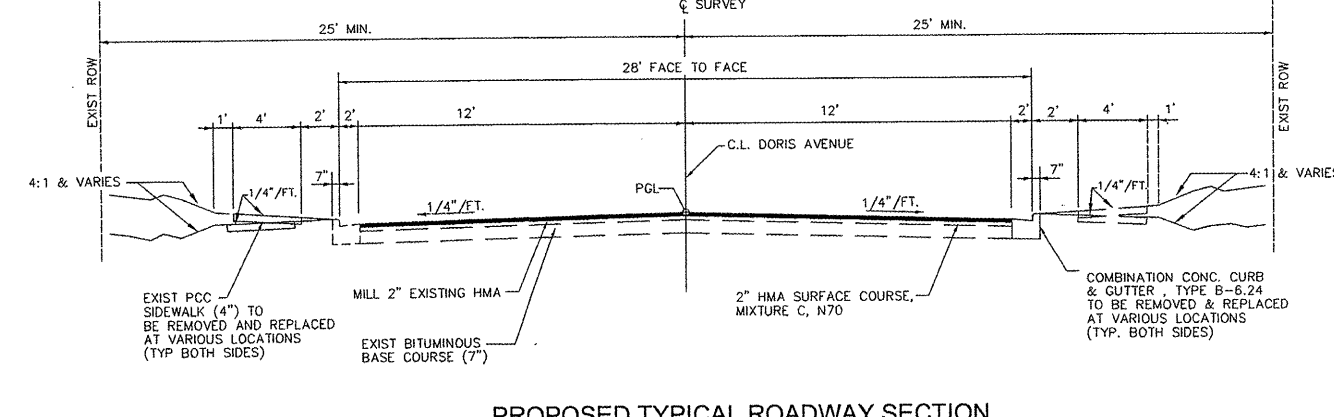 ℄ SURVEY
25' MIN.
25' MIN.
28' FACE TO FACE
EXIST ROW
EXIST ROW
1'
4'
2'
2'
12'
12'
2'
2'
4'
1'
C.L. DORIS AVENUE
4:1 & VARIES
1/4"/FT.
7"
PGL
1/4"/FT.
1/4"/FT.
7"
1/4"/FT.
4:1 & VARIES
EXIST PCC
SIDEWALK (4") TO
BE REMOVED AND REPLACED
AT VARIOUS LOCATIONS
(TYP BOTH SIDES)
MILL 2" EXISTING HMA
EXIST BITUMINOUS
BASE COURSE (7")
2" HMA SURFACE COURSE,
MIXTURE C, N70
COMBINATION CONC. CURB
& GUTTER , TYPE B-6.24
TO BE REMOVED & REPLACED
AT VARIOUS LOCATIONS
(TYP. BOTH SIDES)
PROPOSED TYPICAL ROADWAY SECTION